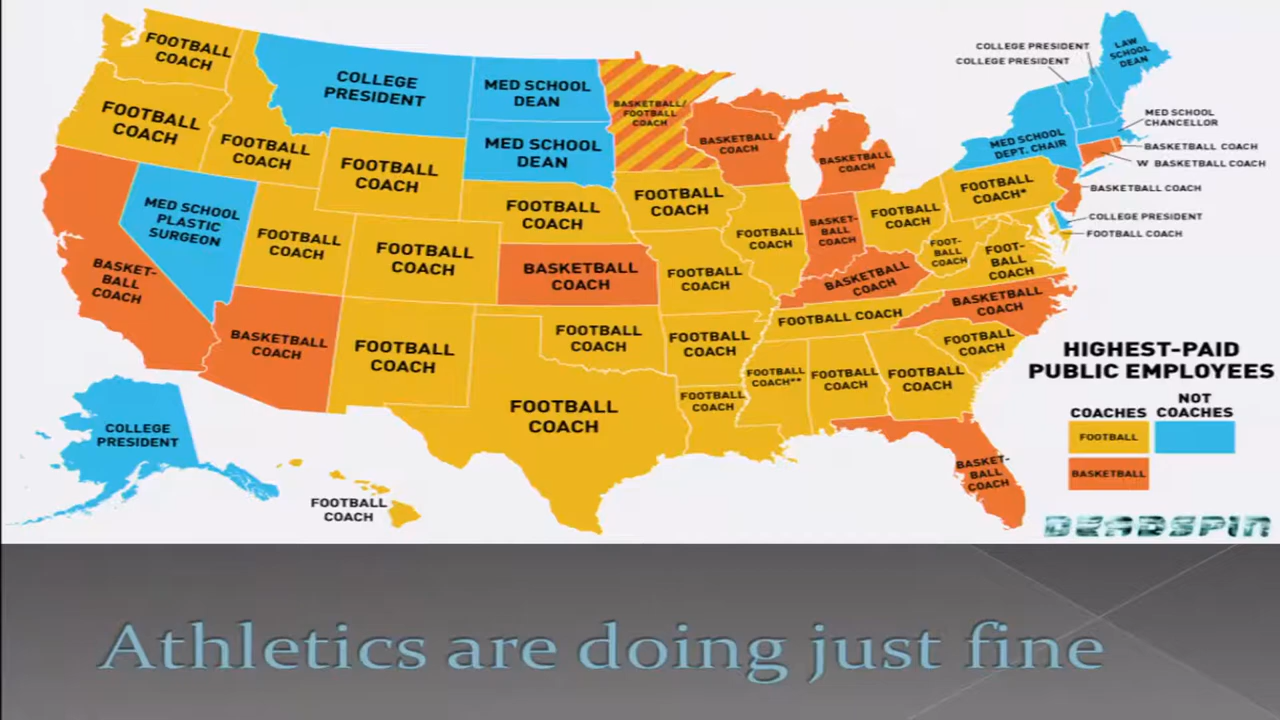 FOOTBALL
COACH
COLLEGE
PRESIDENT
MED SCHOOL
DEAN
BASKETBALL/
FOOTBALL
COACH
BASKETBALL
COACH
BASKETBALL
COACH
COLLEGE PRESIDENT
COLLEGE PRESIDENT
LAW
SCHOOL
DEAN
FOOTBALL
COACH
FOOTBALL
COACH
FOOTBALL
COACH
MED SCHOOL
DEAN
MED SCHOOL
DEPT. CHAIR
MED SCHOOL
CHANCELLOR
BASKETBALL COACH
W BASKETBALL COACH
BASKETBALL COACH
COLLEGE PRESIDENT
FOOTBALL COACH
MED SCHOOL
PLASTIC
SURGEON
FOOTBALL
COACH
FOOTBALL
COACH
FOOTBALL
COACH
BASKET-
BALL
COACH
FOOTBALL
COACH
FOOTBALL
COACH*
FOOTBALL
COACH
FOOTBALL
COACH
BASKETBALL
COACH
FOOTBALL
COACH
BASKETBALL
COACH
FOOT-
BALL
COACH
FOOT-
BALL
COACH
BASKET-
BALL
COACH
BASKETBALL
COACH
FOOTBALL
COACH
FOOTBALL
COACH
FOOTBALL
COACH
FOOTBALL COACH
BASKETBALL
COACH
FOOTBALL
COACH
FOOTBALL
COACH
FOOTBALL
COACH
FOOTBALL
COACH**
FOOTBALL
COACH
FOOTBALL
COACH
BASKET-
BALL
COACH
COLLEGE
PRESIDENT
FOOTBALL
COACH
HIGHEST-PAID
PUBLIC EMPLOYEES
COACHES
NOT
COACHES
FOOTBALL
BASKETBALL
DEADSPIN
Athletics are doing just fine